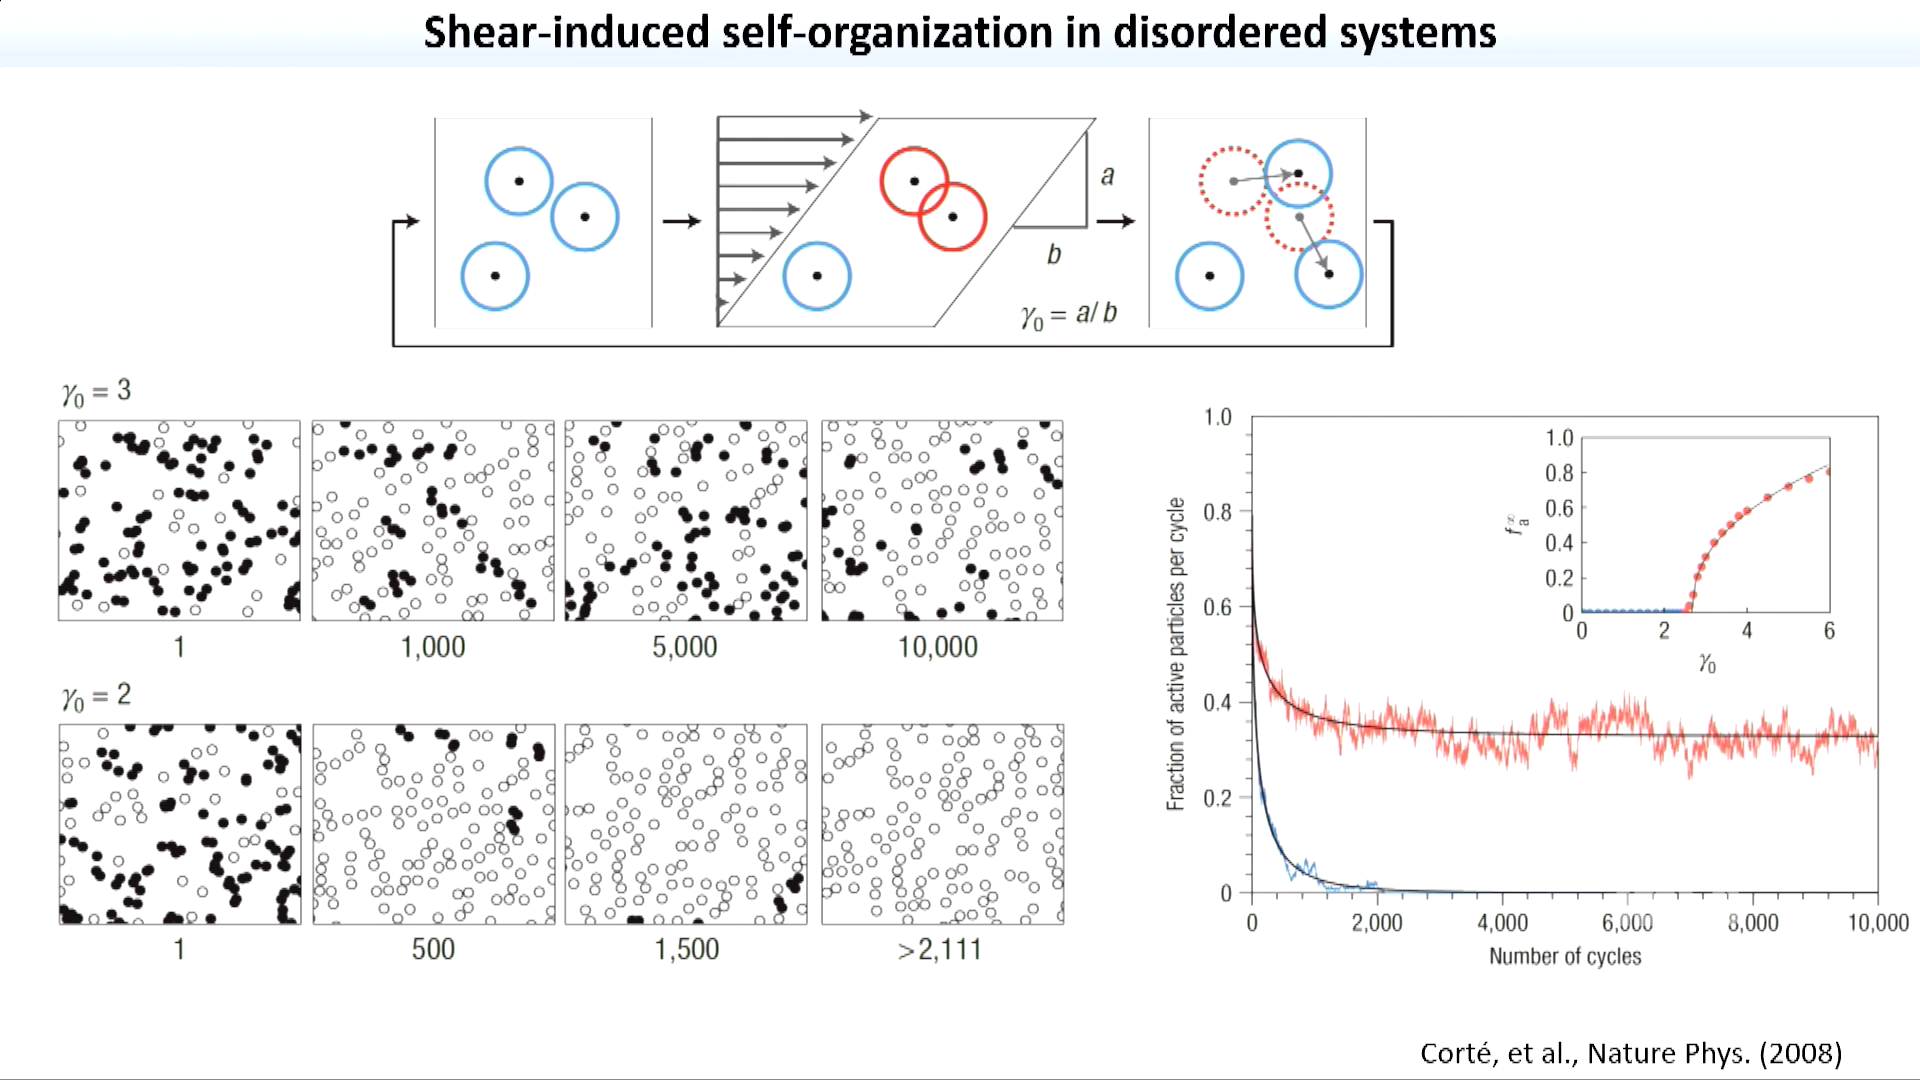 Shear-induced self-organization in disordered systems
a
b
γ₀ = a/b
γ₀ = 3
1
1,000
5,000
10,000
γ₀ = 2
1
500
1,500
>2,111
Fraction of active particles per cycle
1.0
0.8
0.6
0.4
0.2
0
0
2,000
4,000
6,000
8,000
10,000
Number of cycles
fₐ∞
1.0
0.8
0.6
0.4
0.2
0
0
2
4
6
γ₀
Corté, et al., Nature Phys. (2008)